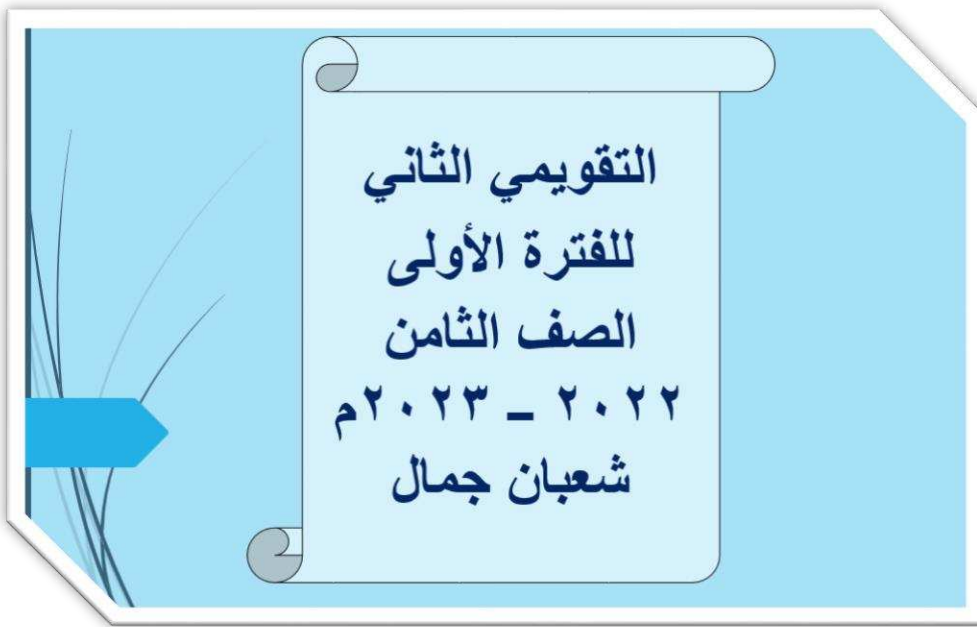 التقويمي الثاني
للفترة الأولى
الصف الثامن
٢٠٢٢ – ٢٠٢٣م
شعبان جمال